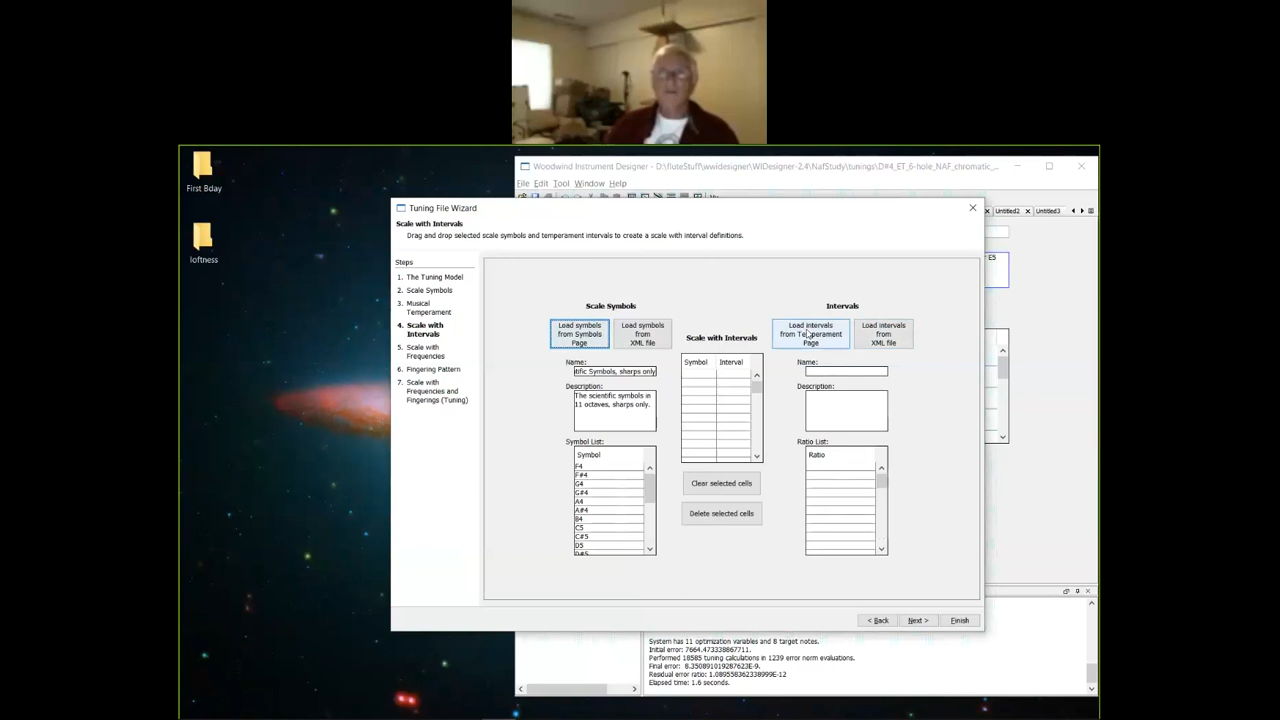 First Bday
loftness
Woodwind Instrument Designer - D:\fluteStuff\wwidesigner\WIDesigner-2.4\NafStudy\tunings\D#4_ET_6-hole_NAF_chromatic_...
File Edit Tool Window Help
Untitled2 Untitled3
E5
Tuning File Wizard
Scale with Intervals
Drag and drop selected scale symbols and temperament intervals to create a scale with interval definitions.
Steps
1. The Tuning Model
2. Scale Symbols
3. Musical
Temperament
4. Scale with
Intervals
5. Scale with
Frequencies
6. Fingering Pattern
7. Scale with
Frequencies and
Fingerings (Tuning)
Scale Symbols
Load symbols
from Symbols
Page
Load symbols
from
XML file
Name:
tific Symbols, sharps only
Description:
The scientific symbols in
11 octaves, sharps only.
Symbol List:
Symbol
F4
F#4
G4
G#4
A4
A#4
B4
C5
C#5
D5
D#5
Scale with Intervals
Symbol Interval
Clear selected cells
Delete selected cells
Intervals
Load intervals
from Temperament
Page
Load intervals
from
XML file
Name:
Description:
Ratio List:
Ratio
< Back Next > Finish
System has 11 optimization variables and 8 target notes.
Initial error: 7664.473338867711.
Performed 18585 tuning calculations in 1239 error norm evaluations.
Final error: 8.350891019287623E-9.
Residual error ratio: 1.089558362338999E-12
Elapsed time: 1.6 seconds.